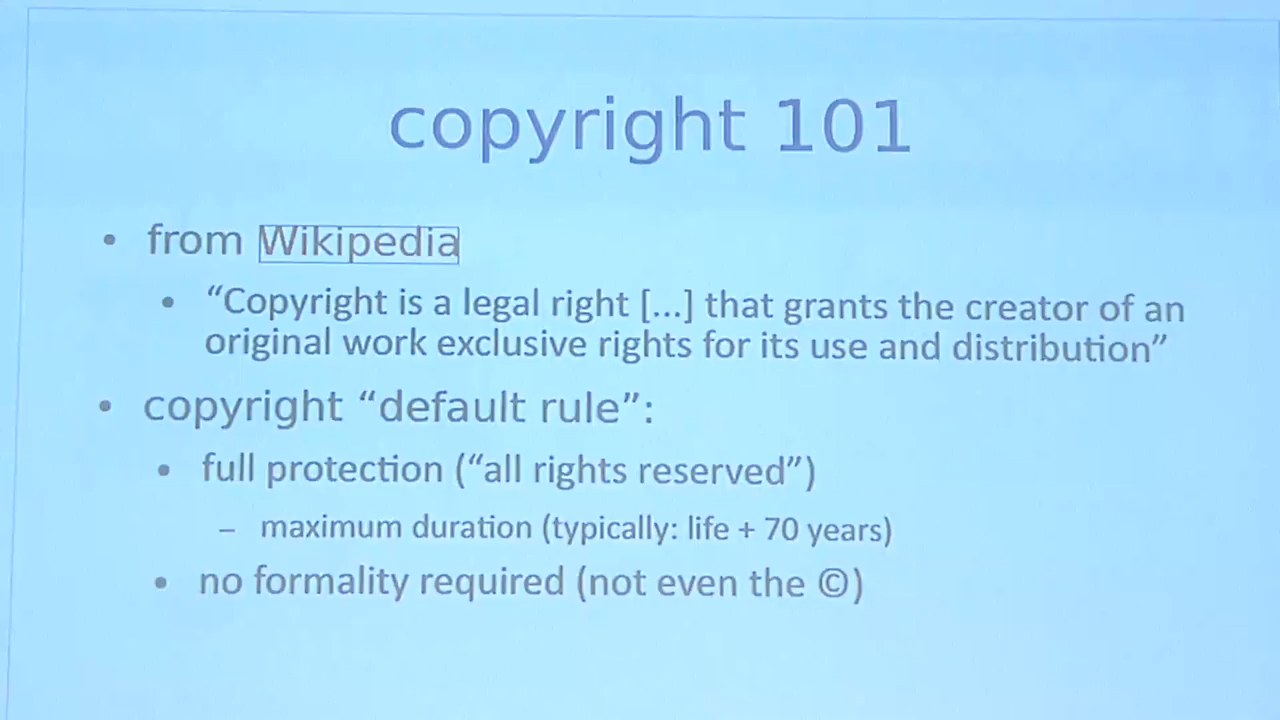 copyright 101
• from Wikipedia
• “Copyright is a legal right [...] that grants the creator of an
original work exclusive rights for its use and distribution”
• copyright “default rule”:
• full protection (“all rights reserved”)
– maximum duration (typically: life + 70 years)
• no formality required (not even the ©)